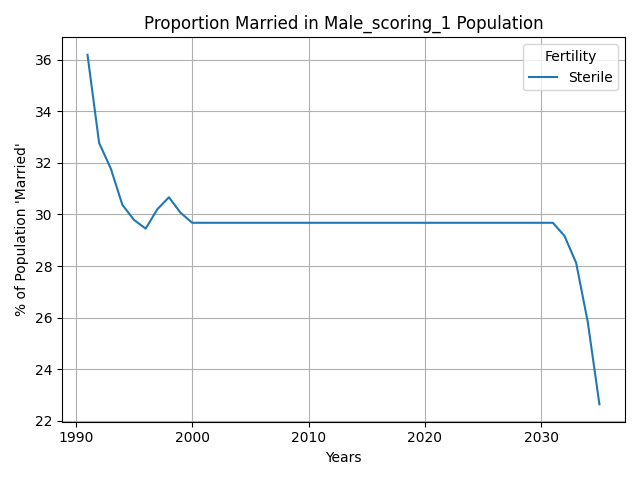 Proportion Married in Male_scoring_1 Population
Fertility
Sterile
36
34
32
30
28
26
24
22
% of Population 'Married'
1990
2000
2010
2020
2030
Years